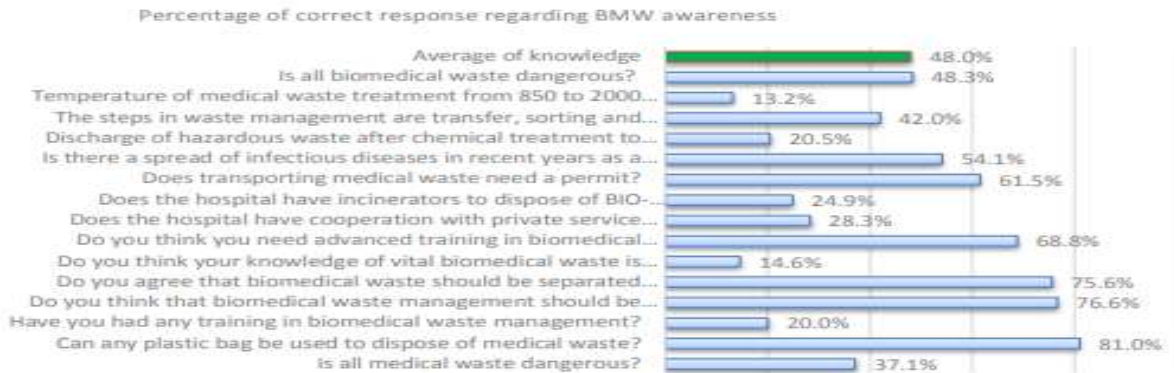 Percentage of correct response regarding BMW awareness
Average of knowledge 48.0%
Is all biomedical waste dangerous? 48.3%
Temperature of medical waste treatment from 850 to 2000... 13.2%
The steps in waste management are transfer, sorting and... 42.0%
Discharge of hazardous waste after chemical treatment to... 20.5%
Is there a spread of infectious diseases in recent years as a... 54.1%
Does transporting medical waste need a permit? 61.5%
Does the hospital have incinerators to dispose of BIO-... 24.9%
Does the hospital have cooperation with private service... 28.3%
Do you think you need advanced training in biomedical... 68.8%
Do you think your knowledge of vital biomedical waste is... 14.6%
Do you agree that biomedical waste should be separated... 75.6%
Do you think that biomedical waste management should be... 76.6%
Have you had any training in biomedical waste management? 20.0%
Can any plastic bag be used to dispose of medical waste? 81.0%
Is all medical waste dangerous? 37.1%